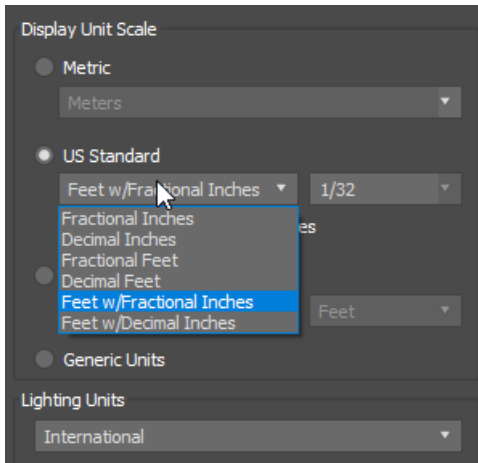 Display Unit Scale
Metric
Meters
US Standard
Feet w/Fractional Inches 1/32
Fractional Inches
Decimal Inches
Fractional Feet
Decimal Feet
Feet w/Fractional Inches
Feet w/Decimal Inches
es
Feet
Generic Units
Lighting Units
International